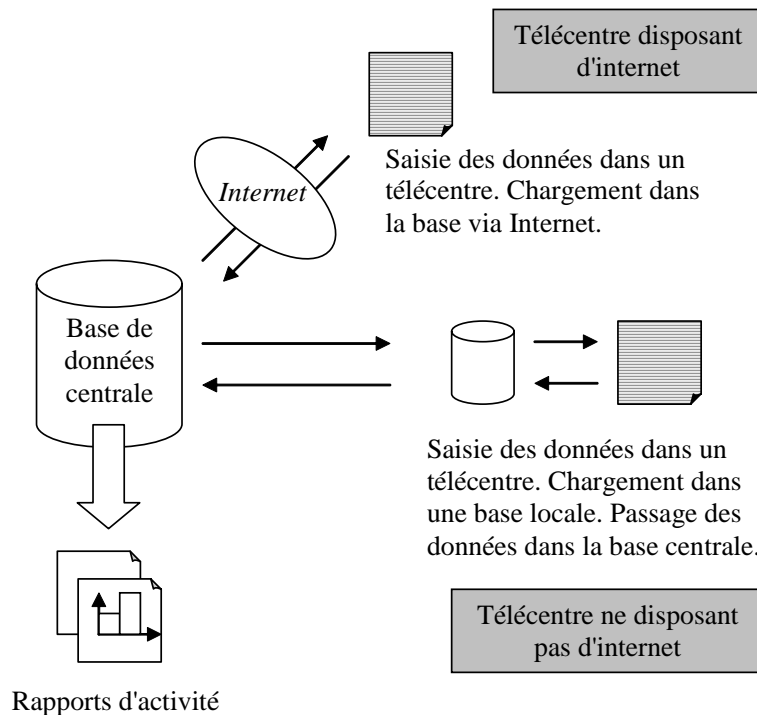 Télécentre disposant
d'internet
Saisie des données dans un
télécentre. Chargement dans
la base via Internet.
Internet
Base de
données
centrale
Saisie des données dans un
télécentre. Chargement dans
une base locale. Passage des
données dans la base centrale.
Télécentre ne disposant
pas d'internet
Rapports d'activité